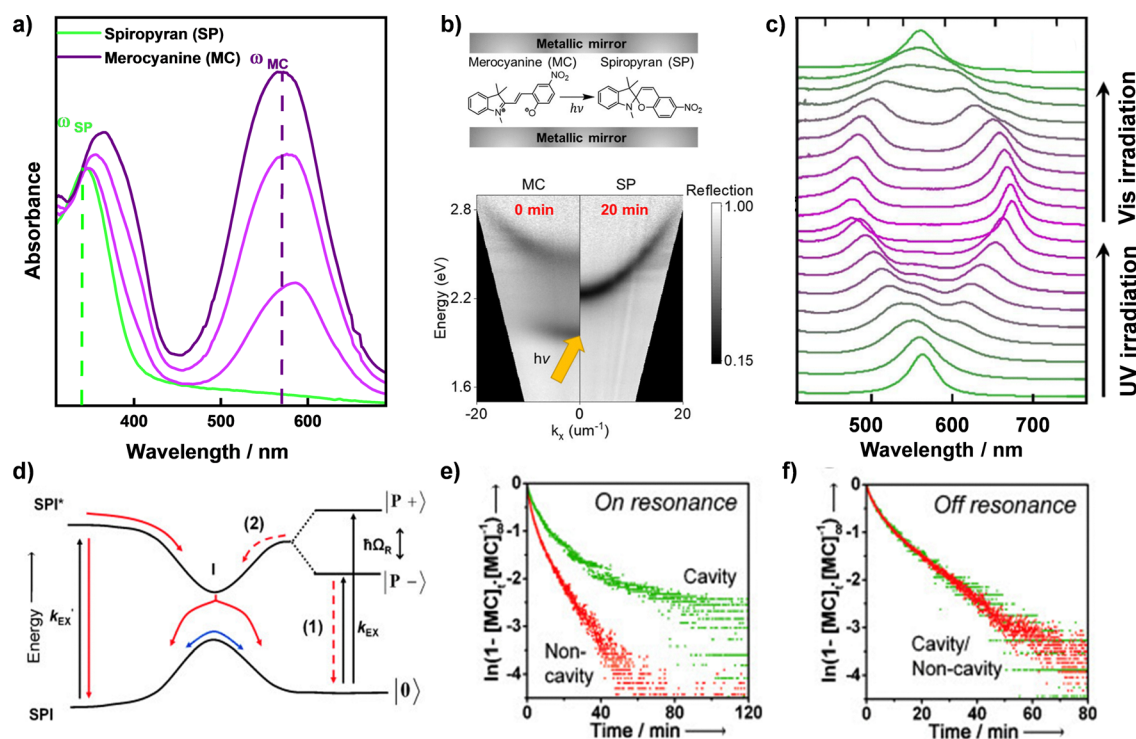 a)
Spiropyran (SP)
Merocyanine (MC)
ω MC
ω SP
Absorbance
400
500
600
Wavelength / nm
b)
Metallic mirror
Merocyanine (MC)
Spiropyran (SP)
NO₂
N
O
hν
N
O
NO₂
Metallic mirror
MC
SP
Reflection
0 min
20 min
1.00
0.15
2.8
2.2
1.6
Energy (eV)
hν
-20
0
20
kₓ (um⁻¹)
c)
500
600
700
Wavelength / nm
Vis irradiation
UV irradiation
d)
SPI*
|P +⟩
(2)
ħΩ_R
I
|P −⟩
Energy
k'_EX
(1)
k_EX
SPI
|0⟩
e)
On resonance
0
-1
-2
-3
-4
ln(1- [MC]ₜ.[MC]∞⁻¹)
Cavity
Non-
cavity
0
40
80
120
Time / min
f)
Off resonance
0
-1
-2
-3
-4
ln(1- [MC]ₜ.[MC]∞⁻¹)
Cavity/
Non-cavity
0
20
40
60
80
Time / min